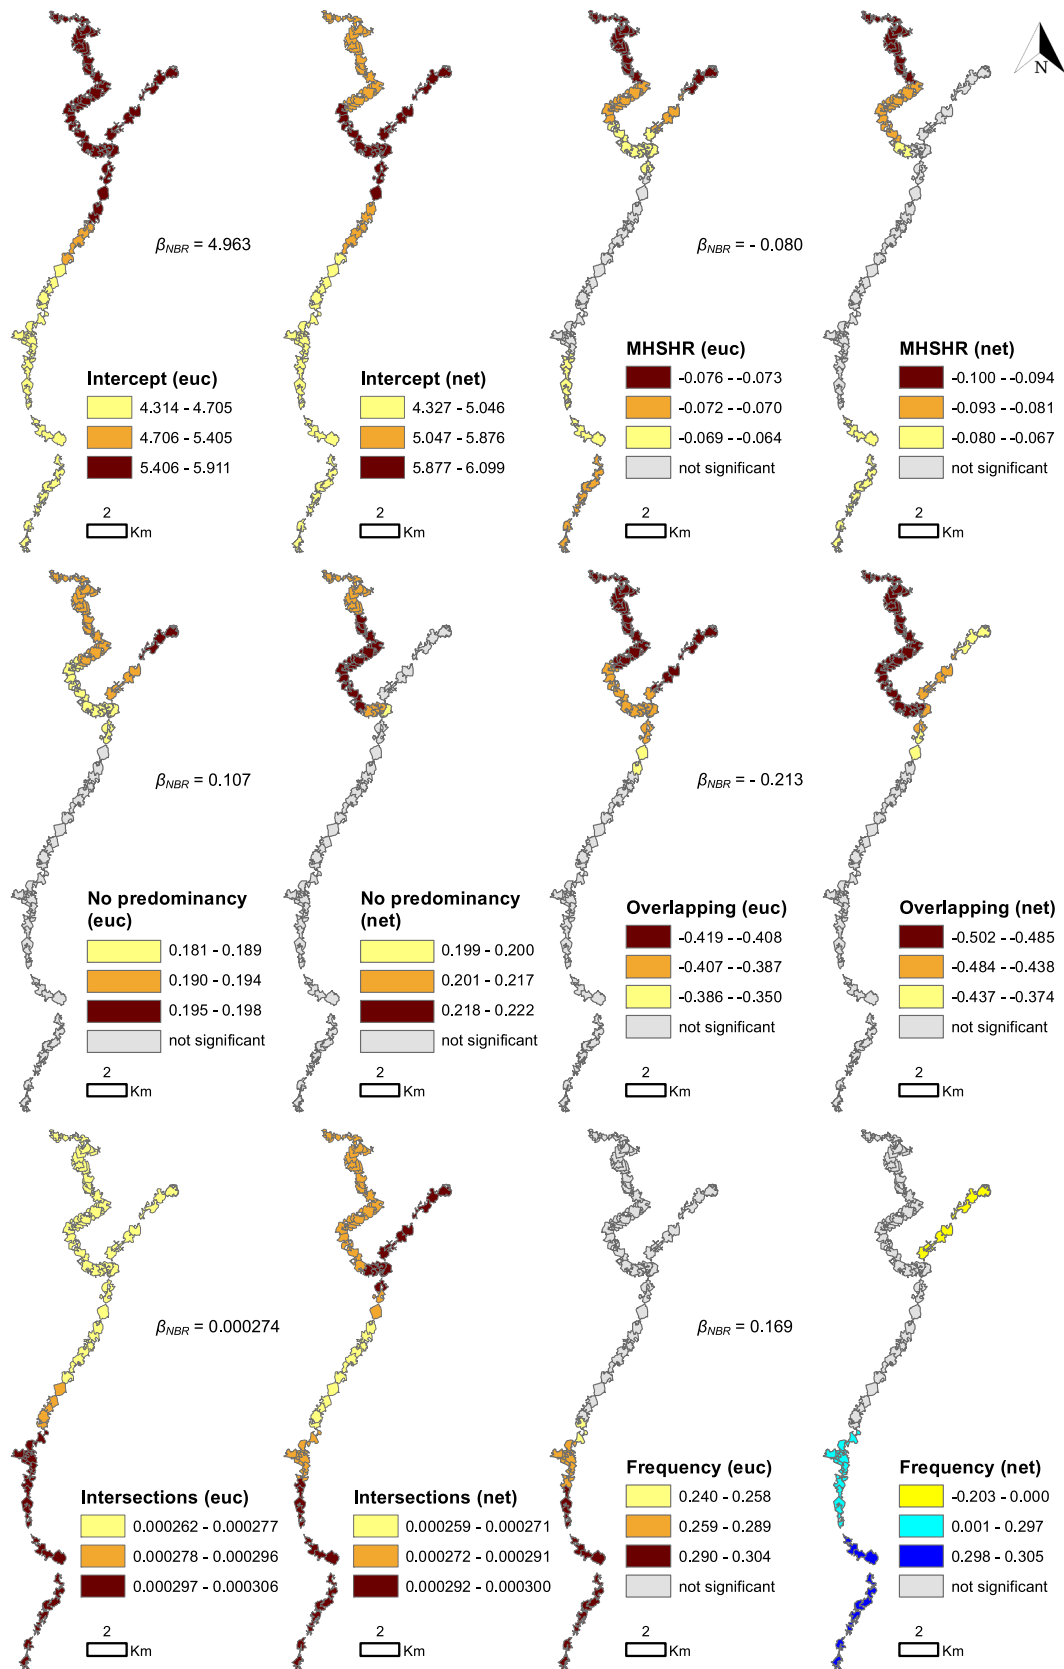 N
βNBR = 4.963
βNBR = - 0.080
Intercept (euc)
4.314 - 4.705
4.706 - 5.405
5.406 - 5.911
2
Km
Intercept (net)
4.327 - 5.046
5.047 - 5.876
5.877 - 6.099
2
Km
MHSHR (euc)
-0.076 - -0.073
-0.072 - -0.070
-0.069 - -0.064
not significant
2
Km
MHSHR (net)
-0.100 - -0.094
-0.093 - -0.081
-0.080 - -0.067
not significant
2
Km
βNBR = 0.107
βNBR = - 0.213
No predominancy
(euc)
0.181 - 0.189
0.190 - 0.194
0.195 - 0.198
not significant
2
Km
No predominancy
(net)
0.199 - 0.200
0.201 - 0.217
0.218 - 0.222
not significant
2
Km
Overlapping (euc)
-0.419 - -0.408
-0.407 - -0.387
-0.386 - -0.350
not significant
2
Km
Overlapping (net)
-0.502 - -0.485
-0.484 - -0.438
-0.437 - -0.374
not significant
2
Km
βNBR = 0.000274
βNBR = 0.169
Intersections (euc)
0.000262 - 0.000277
0.000278 - 0.000296
0.000297 - 0.000306
2
Km
Intersections (net)
0.000259 - 0.000271
0.000272 - 0.000291
0.000292 - 0.000300
2
Km
Frequency (euc)
0.240 - 0.258
0.259 - 0.289
0.290 - 0.304
not significant
2
Km
Frequency (net)
-0.203 - 0.000
0.001 - 0.297
0.298 - 0.305
not significant
2
Km